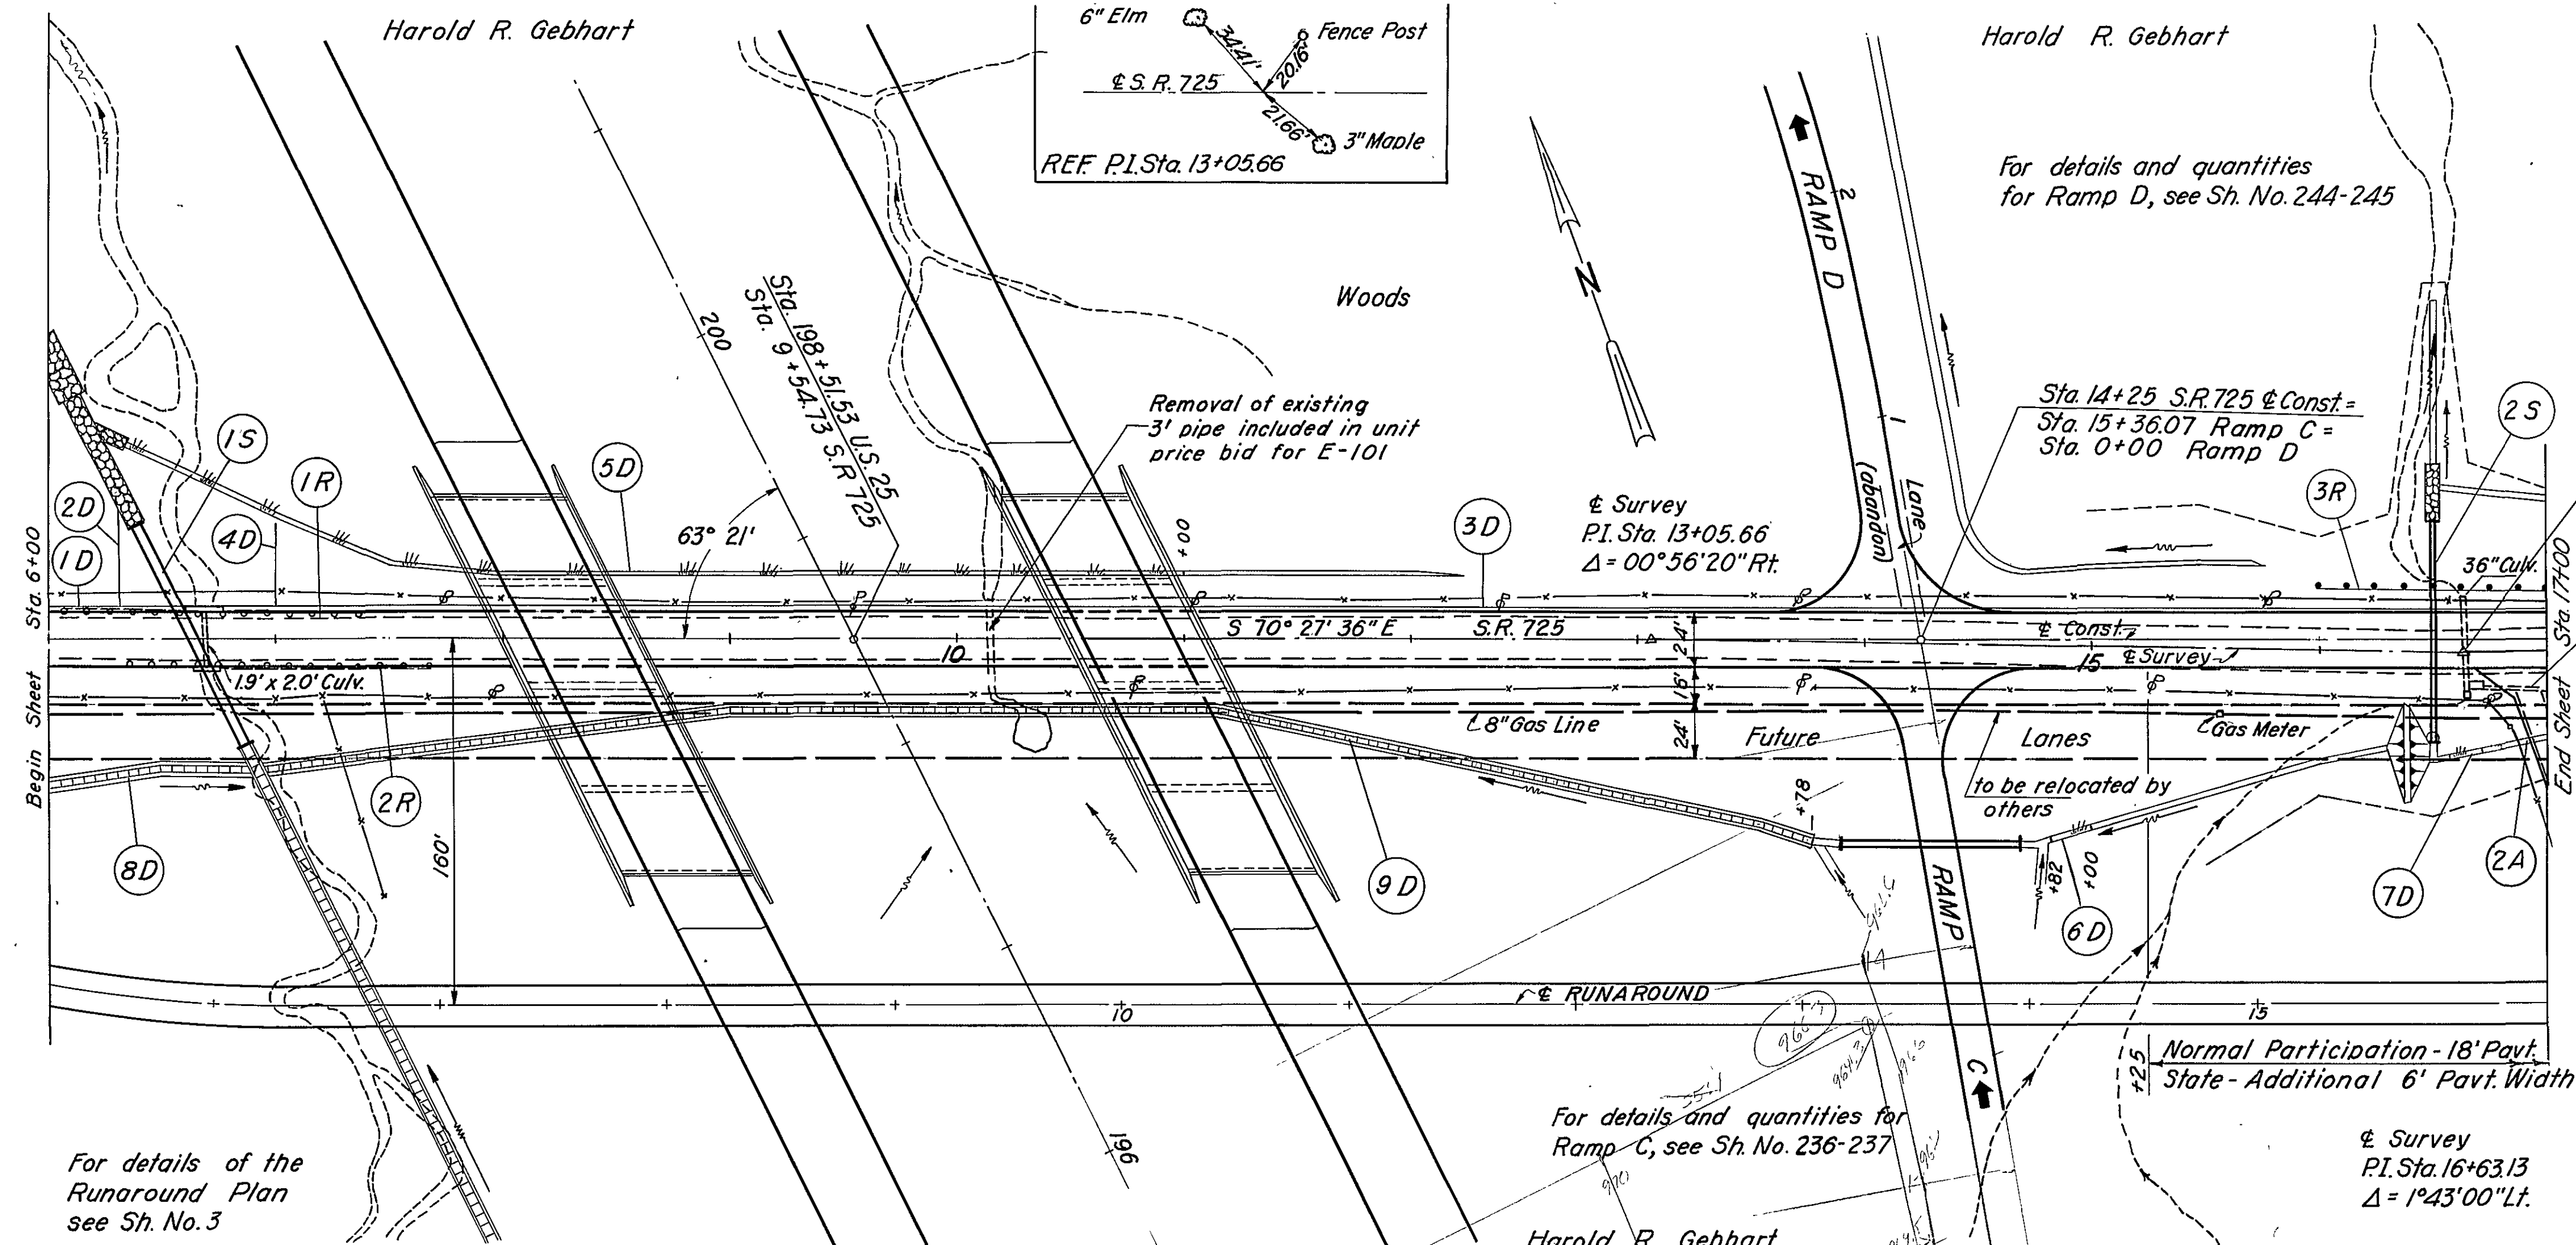 Harold R. Gebhart
6" Elm
Fence Post
34.41'
20.16'
℄ S. R. 725
21.66'
3" Maple
REF. P.I. Sta. 13+05.66
Harold R. Gebhart
For details and quantities
for Ramp D, see Sh. No. 244-245
RAMP D
2
N
Woods
200
Sta. 198+51.53 U.S. 25
Sta. 9+54.73 S.R 725
Removal of existing
3' pipe included in unit
price bid for E-101
Sta. 14+25 S.R. 725 ℄ Const. =
Sta. 15+36.07 Ramp C =
Sta. 0+00 Ramp D
1
Lane
(abandon)
2S
1S
5D
1R
2D
4D
1D
63° 21'
+00
3D
℄ Survey
P.I. Sta. 13+05.66
Δ = 00°56'20" Rt.
3R
36" Culv.
Begin Sheet Sta. 6+00
End Sheet Sta. 17+00
S 70° 27' 36" E S.R. 725
24'
℄ Const.
10
15
℄ Survey
1.9' x 2.0' Culv.
16'
8" Gas Line
24'
Future Lanes
Gas Meter
to be relocated by
others
2R
160'
8D
9D
+78
RAMP C
+82
+00
6D
7D
2A
℄ RUNAROUND
10
15
14
966.3
964.3
+25
Normal Participation - 18' Pavt.
State - Additional 6' Pavt. Width
196
For details and quantities for
Ramp C, see Sh. No. 236-237
970
For details of the
Runaround Plan
see Sh. No. 3
℄ Survey
P.I. Sta. 16+63.13
Δ = 1°43'00" Lt.
Harold R. Gebhart